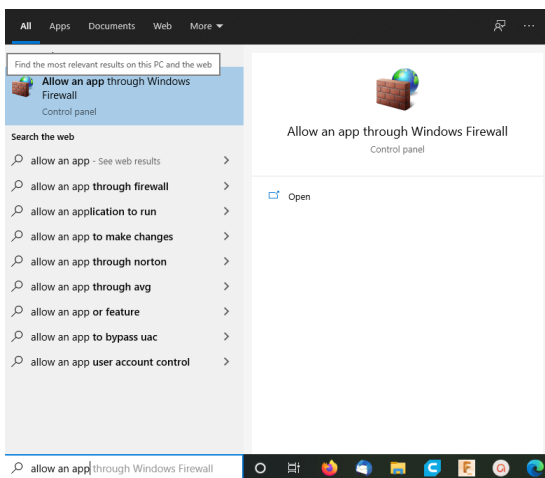 All Apps Documents Web More
Find the most relevant results on this PC and the web
Allow an app through Windows
Firewall
Control panel
Search the web
allow an app - See web results
allow an app through firewall
allow an application to run
allow an app to make changes
allow an app through norton
allow an app through avg
allow an app or feature
allow an app to bypass uac
allow an app user account control
Allow an app through Windows Firewall
Control panel
Open
allow an app through Windows Firewall